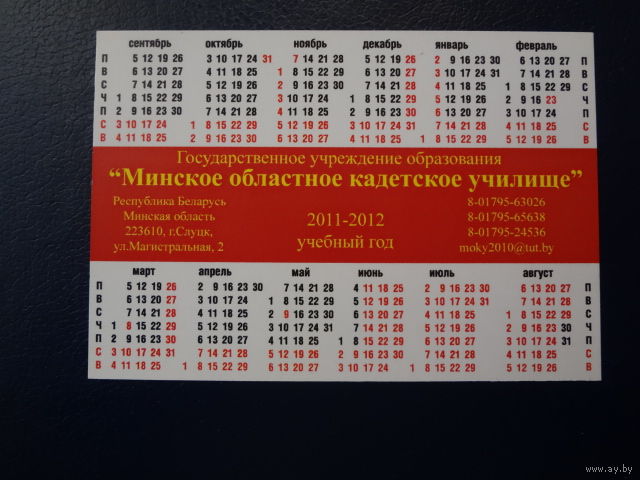 сентябрь октябрь ноябрь декабрь январь февраль
П 5 12 19 26 3 10 17 24 31 7 14 21 28 5 12 19 26 2 9 16 23 30 6 13 20 27 П
В 6 13 20 27 4 11 18 25 1 8 15 22 29 6 13 20 27 3 10 17 24 31 7 14 21 28 В
С 7 14 21 28 5 12 19 26 2 9 16 23 30 7 14 21 28 4 11 18 25 1 8 15 22 29 С
Ч 1 8 15 22 29 6 13 20 27 3 10 17 24 1 8 15 22 29 5 12 19 26 2 9 16 23 Ч
П 2 9 16 23 30 7 14 21 28 4 11 18 25 2 9 16 23 30 6 13 20 27 3 10 17 24 П
С 3 10 17 24 1 8 15 22 29 5 12 19 26 3 10 17 24 31 7 14 21 28 4 11 18 25 С
В 4 11 18 25 2 9 16 23 30 6 13 20 27 4 11 18 25 1 8 15 22 29 5 12 19 26 В
Государственное учреждение образования
“Минское областное кадетское училище”
Республика Беларусь
Минская область
223610, г.Слуцк,
ул.Магистральная, 2
2011-2012
учебный год
8-01795-63026
8-01795-65638
8-01795-24536
moky2010@tut.by
март апрель май июнь июль август
П 5 12 19 26 2 9 16 23 30 7 14 21 28 4 11 18 25 2 9 16 23 30 6 13 20 27 П
В 6 13 20 27 3 10 17 24 1 8 15 22 29 5 12 19 26 3 10 17 24 31 7 14 21 28 В
С 7 14 21 28 4 11 18 25 2 9 16 23 30 6 13 20 27 4 11 18 25 1 8 15 22 29 С
Ч 1 8 15 22 29 5 12 19 26 3 10 17 24 31 7 14 21 28 5 12 19 26 2 9 16 23 30 Ч
П 2 9 16 23 30 6 13 20 27 4 11 18 25 1 8 15 22 29 6 13 20 27 3 10 17 24 31 П
С 3 10 17 24 31 7 14 21 28 5 12 19 26 2 9 16 23 30 7 14 21 28 4 11 18 25 С
В 4 11 18 25 1 8 15 22 29 6 13 20 27 3 10 17 24 1 8 15 22 29 5 12 19 26 В
www.ay.by